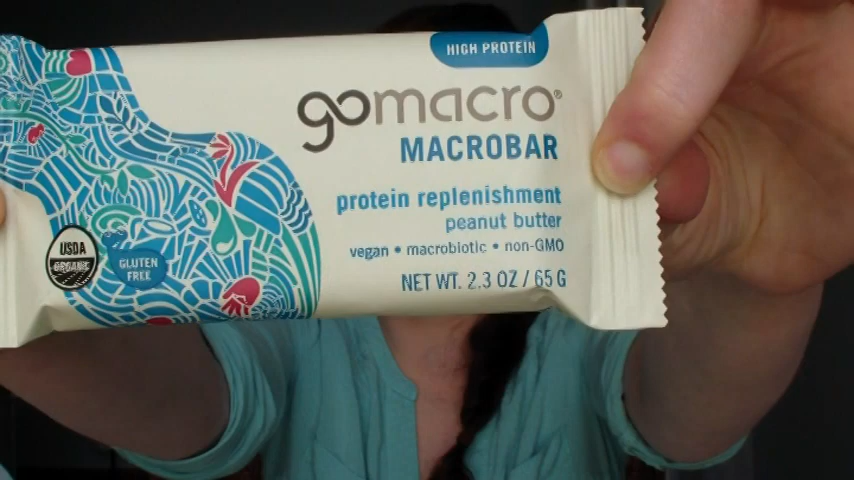 HIGH PROTEIN
gomacro®
MACROBAR
protein replenishment
peanut butter
vegan • macrobiotic • non-GMO
NET WT. 2.3 OZ / 65 G
USDA
ORGANIC
GLUTEN
FREE